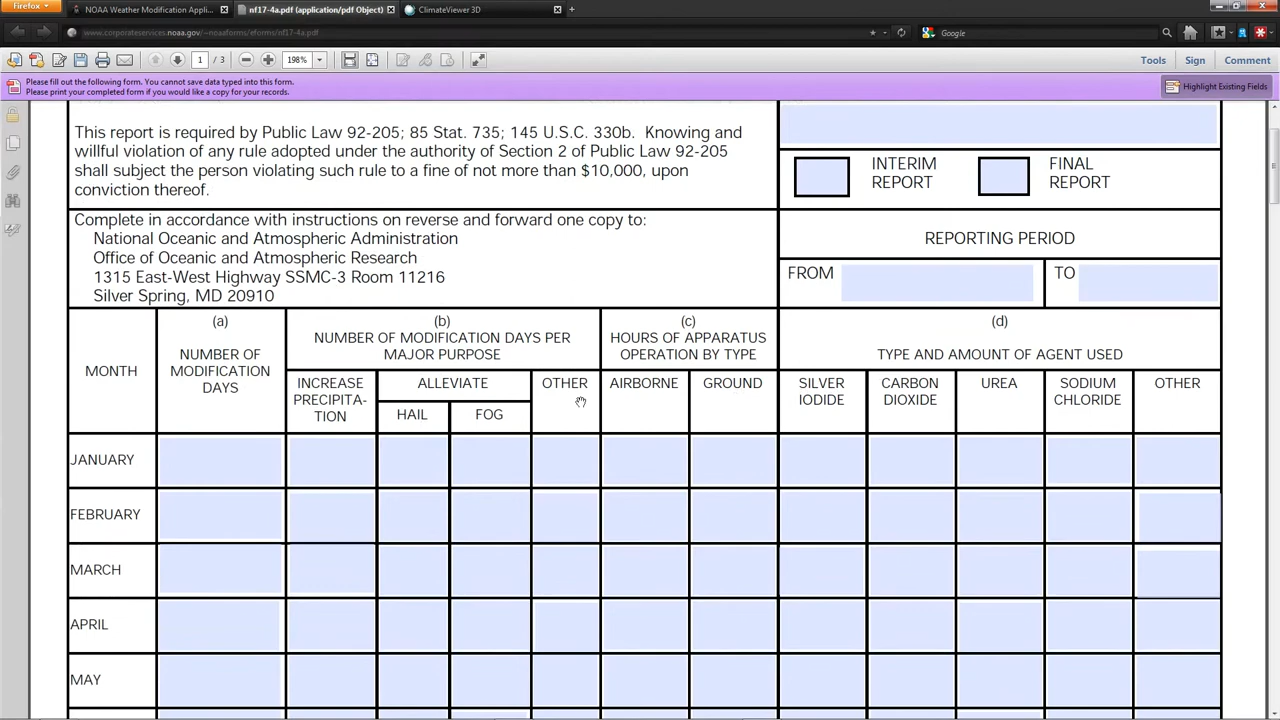 Firefox
NOAA Weather Modification Appli...
nf17-4a.pdf (application/pdf Object)
ClimateViewer 3D
www.corporateservices.noaa.gov/~noaaforms/eforms/nf17-4a.pdf
Google
1 / 3
198%
Tools
Sign
Comment
Please fill out the following form. You cannot save data typed into this form.
Please print your completed form if you would like a copy for your records.
Highlight Existing Fields
This report is required by Public Law 92-205; 85 Stat. 735; 145 U.S.C. 330b. Knowing and
willful violation of any rule adopted under the authority of Section 2 of Public Law 92-205
shall subject the person violating such rule to a fine of not more than $10,000, upon
conviction thereof.
INTERIM
REPORT
FINAL
REPORT
Complete in accordance with instructions on reverse and forward one copy to:
National Oceanic and Atmospheric Administration
Office of Oceanic and Atmospheric Research
1315 East-West Highway SSMC-3 Room 11216
Silver Spring, MD 20910
REPORTING PERIOD
FROM
TO
MONTH
(a)
NUMBER OF
MODIFICATION
DAYS
(b)
NUMBER OF MODIFICATION DAYS PER
MAJOR PURPOSE
INCREASE
PRECIPITA-
TION
ALLEVIATE
HAIL
FOG
OTHER
(c)
HOURS OF APPARATUS
OPERATION BY TYPE
AIRBORNE
GROUND
(d)
TYPE AND AMOUNT OF AGENT USED
SILVER
IODIDE
CARBON
DIOXIDE
UREA
SODIUM
CHLORIDE
OTHER
JANUARY
FEBRUARY
MARCH
APRIL
MAY